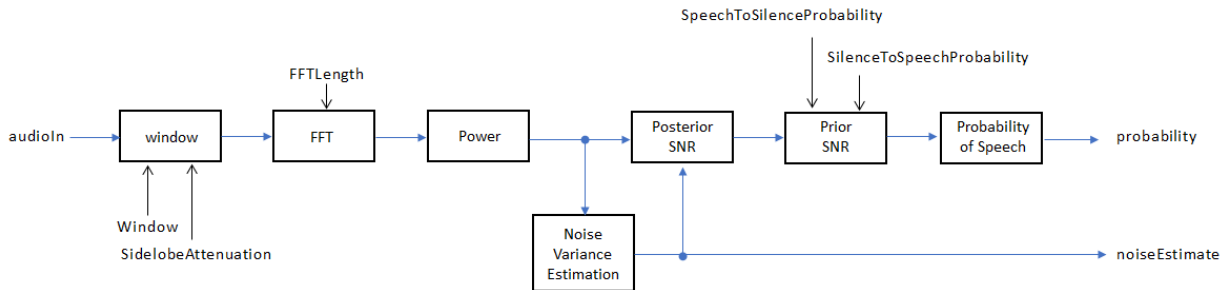 SpeechToSilenceProbability
SilenceToSpeechProbability
FFTLength
audioIn
window
FFT
Power
Posterior
SNR
Prior
SNR
Probability
of Speech
probability
Window
SidelobeAttenuation
Noise
Variance
Estimation
noiseEstimate